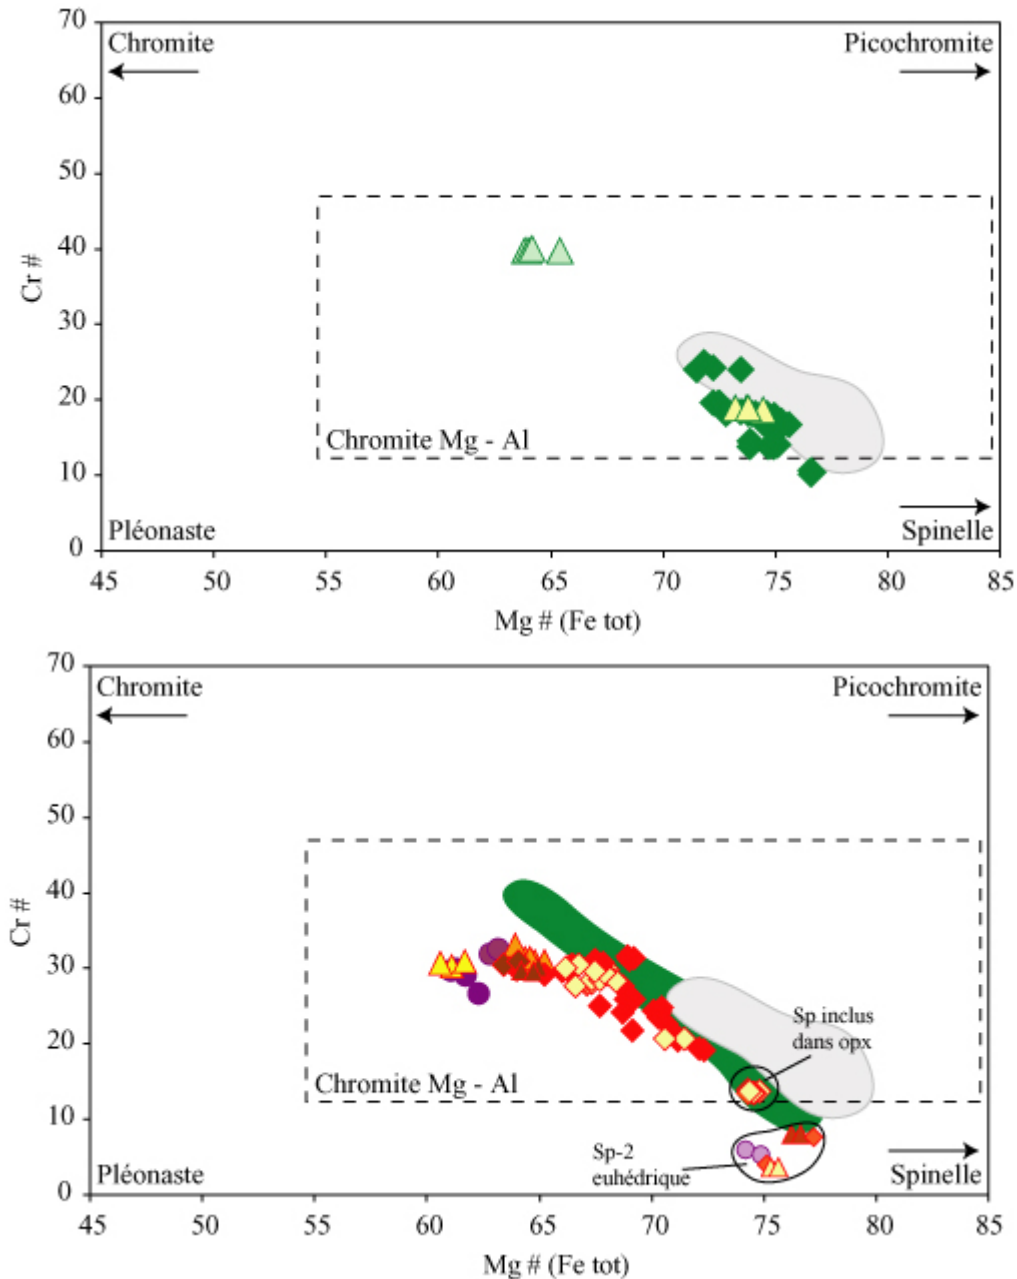 70
Chromite
Picochromite
60
50
40
Cr #
30
20
Chromite Mg - Al
10
Pléonaste
Spinelle
0
45 50 55 60 65 70 75 80 85
Mg # (Fe tot)
70
Chromite
Picochromite
60
50
40
Cr #
30
Sp inclus
dans opx
20
Chromite Mg - Al
10
Sp-2
euhédrique
Pléonaste
Spinelle
0
45 50 55 60 65 70 75 80 85
Mg # (Fe tot)